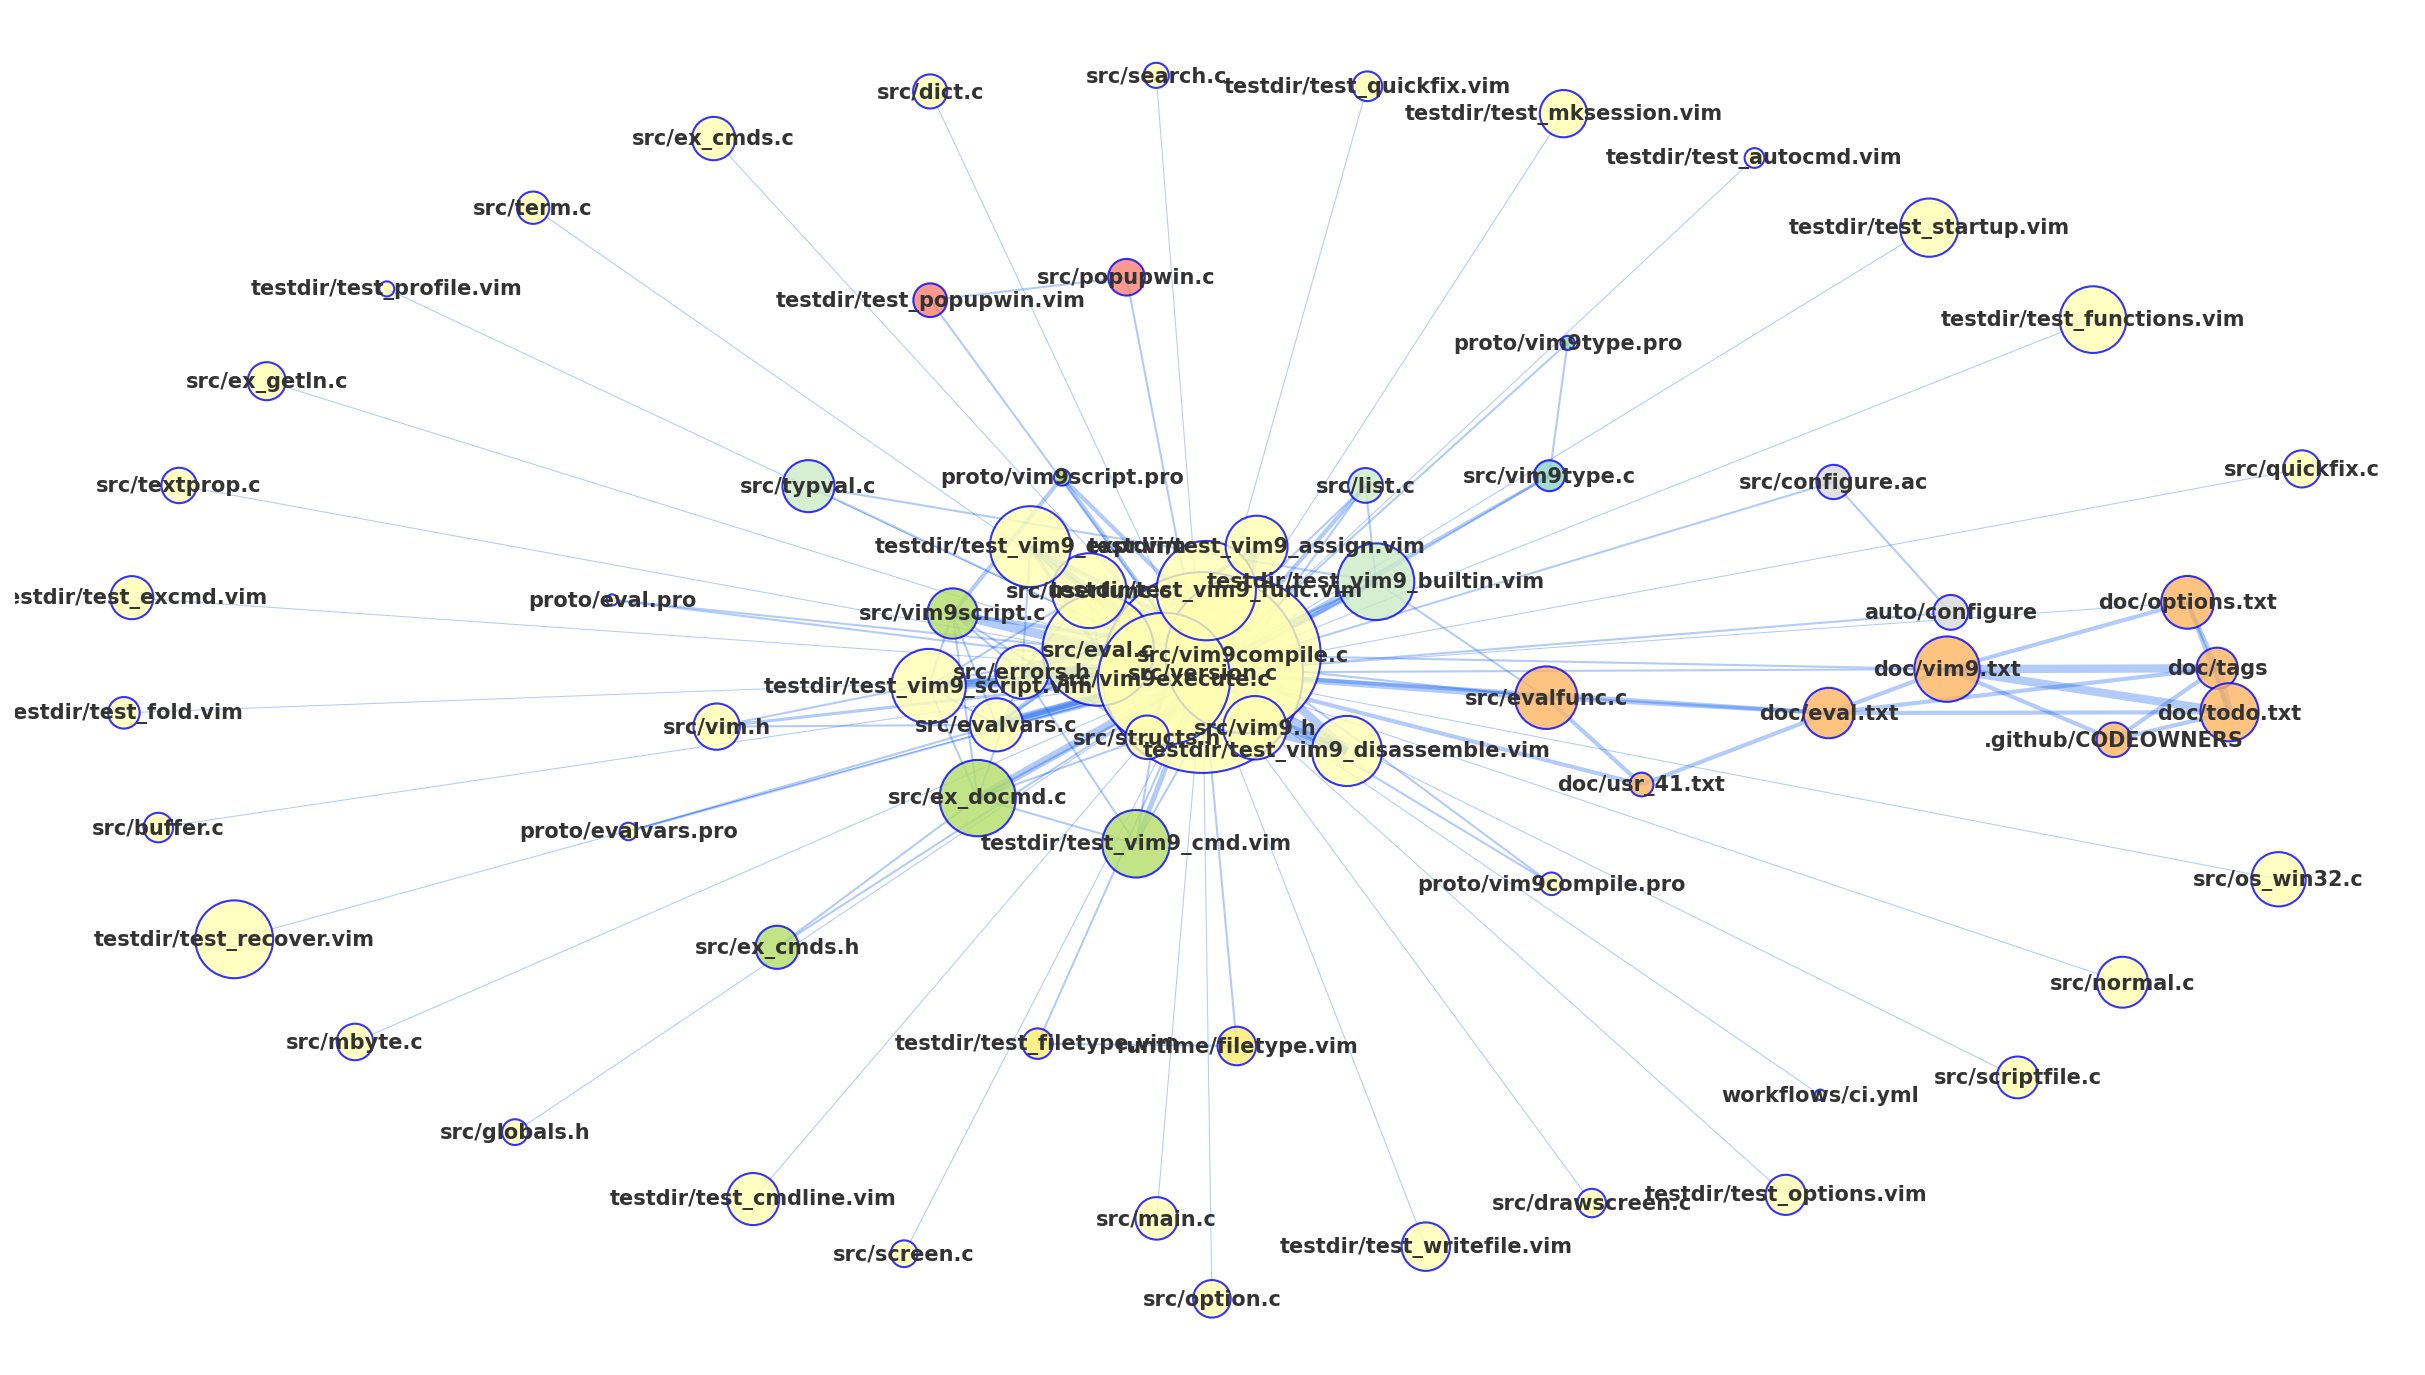 src/search.c
testdir/test_quickfix.vim
src/dict.c
testdir/test_mksession.vim
src/ex_cmds.c
testdir/test_autocmd.vim
src/term.c
testdir/test_startup.vim
src/popupwin.c
testdir/test_profile.vim
testdir/test_popupwin.vim
testdir/test_functions.vim
proto/vim9type.pro
src/ex_getln.c
src/quickfix.c
proto/vim9script.pro
src/vim9type.c
src/configure.ac
src/textprop.c
src/typval.c
src/list.c
testdir/test_vim9_expr.vim
testdir/test_vim9_assign.vim
testdir/test_vim9_builtin.vim
src/userfunc.c
testdir/test_vim9_func.vim
estdir/test_excmd.vim
proto/eval.pro
src/vim9script.c
auto/configure
doc/options.txt
src/eval.c
src/vim9compile.c
src/errors.h
src/version.c
src/vim9execute.c
doc/vim9.txt
doc/tags
testdir/test_vim9_script.vim
src/evalfunc.c
estdir/test_fold.vim
doc/eval.txt
doc/todo.txt
src/vim.h
src/evalvars.c
src/structs.h
src/vim9.h
.github/CODEOWNERS
testdir/test_vim9_disassemble.vim
doc/usr_41.txt
src/ex_docmd.c
src/buffer.c
proto/evalvars.pro
testdir/test_vim9_cmd.vim
src/os_win32.c
proto/vim9compile.pro
testdir/test_recover.vim
src/ex_cmds.h
src/normal.c
src/mbyte.c
testdir/test_filetype.vim
runtime/filetype.vim
src/scriptfile.c
workflows/ci.yml
src/globals.h
testdir/test_cmdline.vim
testdir/test_options.vim
src/drawscreen.c
src/main.c
testdir/test_writefile.vim
src/screen.c
src/option.c